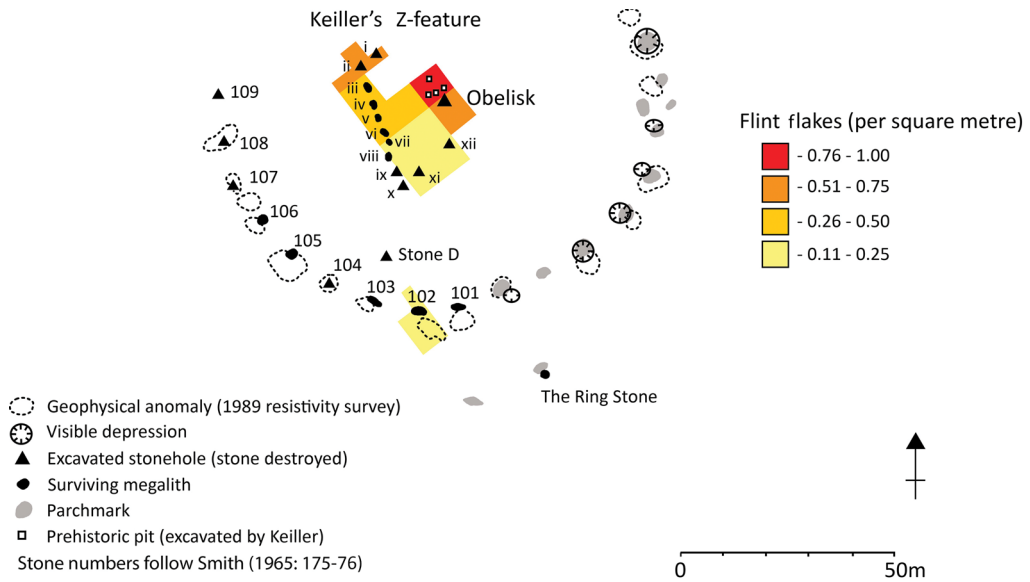 Keiller's Z-feature
i
ii
iii
iv
v
vi
vii
viii
ix
x
xi
xii
Obelisk
109
108
107
106
105
104
103
102
101
Stone D
The Ring Stone
Flint flakes (per square metre)
- 0.76 - 1.00
- 0.51 - 0.75
- 0.26 - 0.50
- 0.11 - 0.25
Geophysical anomaly (1989 resistivity survey)
Visible depression
Excavated stonehole (stone destroyed)
Surviving megalith
Parchmark
Prehistoric pit (excavated by Keiller)
Stone numbers follow Smith (1965: 175-76)
0 50m